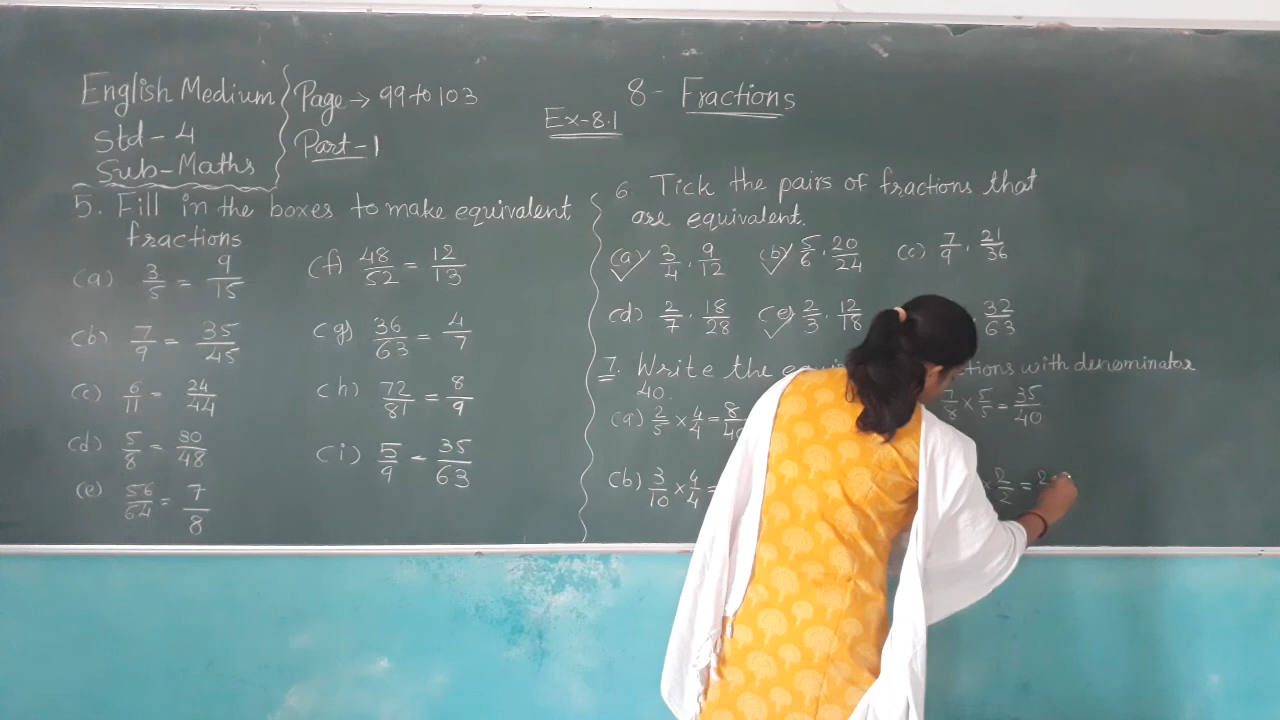 English Medium
Std - 4
Sub - Maths
Page → 99 to 103
Part - 1
8 - Fractions
Ex - 8.1
5. Fill in the boxes to make equivalent
fractions
(a) 3/5 = 9/15
(b) 7/9 = 35/45
(c) 6/11 = 24/44
(d) 5/8 = 30/48
(e) 56/64 = 7/8
(f) 48/52 = 12/13
(g) 36/63 = 4/7
(h) 72/81 = 8/9
(i) 5/9 = 35/63
6. Tick the pairs of fractions that
are equivalent.
(a)✓ 3/4 , 9/12 (b)✓ 5/6 , 20/24 (c) 7/9 , 21/36
(d) 2/7 , 18/28 (e)✓ 2/3 , 12/18 , 32/63
7. Write the with denominator
40.
(a) 2/5 × 4/4 = 8/40 7/8 × 5/5 = 35/40
(b) 3/10 × 4/4 = × 2/2 =